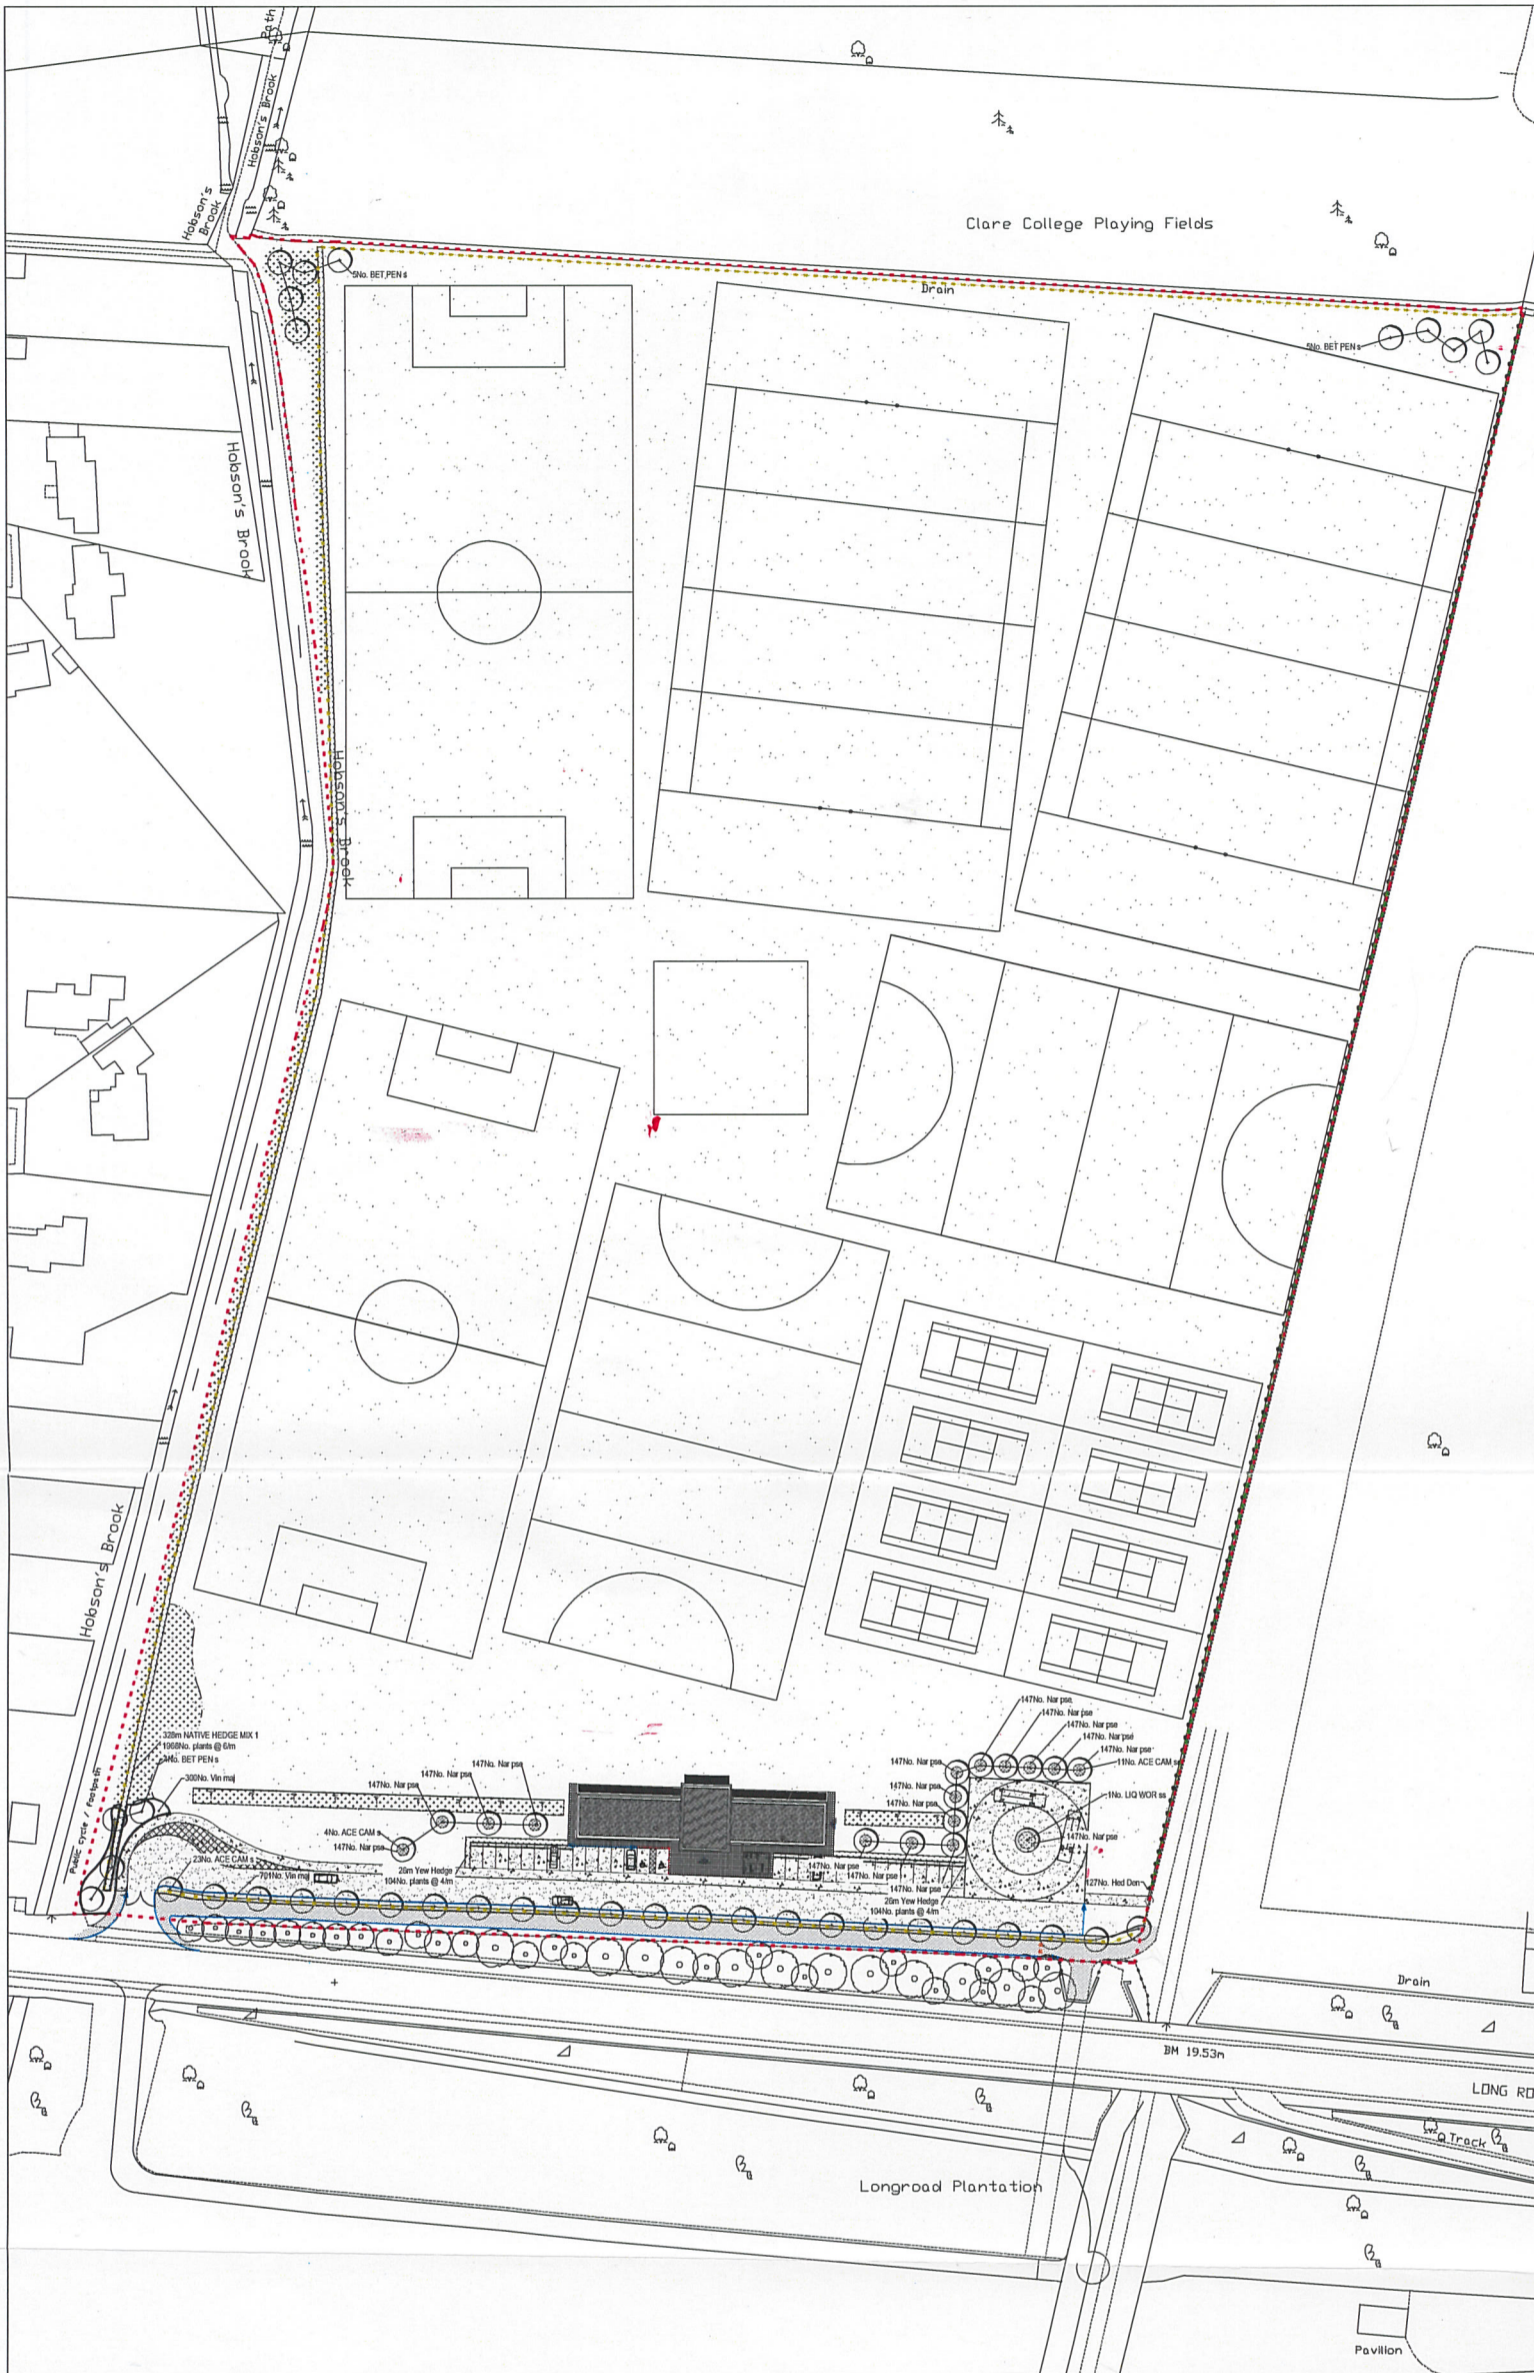 Path
Hobson's Brook
Hobson's
Brook
Clare College Playing Fields
5No. BET PEN s
Drain
5No. BET PEN s
Hobson's Brook
Hobson's Brook
Hobson's Brook
147No. Nar pse
147No. Nar pse
147No. Nar pse
147No. Nar pse
147No. Nar pse
11No. ACE CAM s
328m NATIVE HEDGE MIX 1
1968No. plants @ 6/m
300No. Vin maj
147No. Nar pse
147No. Nar pse
147No. Nar pse
147No. Nar pse
147No. Nar pse
147No. Nar pse
1No. LIQ WOR ss
4No. ACE CAM s
147No. Nar pse
147No. Nar pse
Public cycle / Footpath
23No. ACE CAM s
701No. Vin maj
26m Yew Hedge
104No. plants @ 4/m
147No. Nar pse
147No. Nar pse
147No. Nar pse
26m Yew Hedge
104No. plants @ 4/m
127No. Hed Den
Drain
BM 19.53m
LONG RO
Track
Longroad Plantation
Pavilion